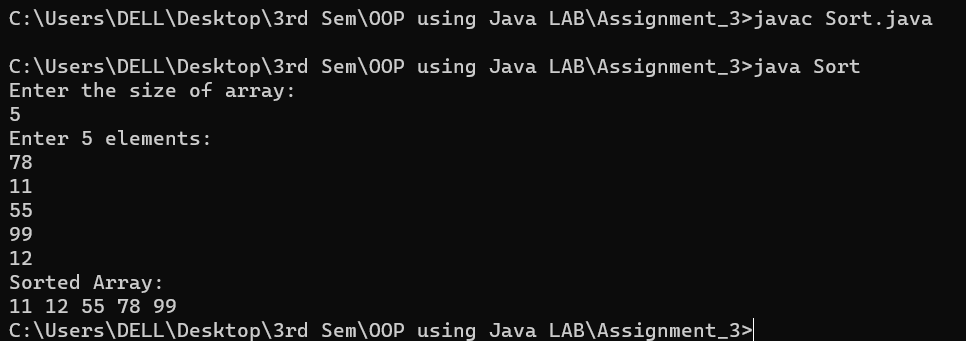 C:\Users\DELL\Desktop\3rd Sem\OOP using Java LAB\Assignment_3>javac Sort.java
C:\Users\DELL\Desktop\3rd Sem\OOP using Java LAB\Assignment_3>java Sort
Enter the size of array:
5
Enter 5 elements:
78
11
55
99
12
Sorted Array:
11 12 55 78 99
C:\Users\DELL\Desktop\3rd Sem\OOP using Java LAB\Assignment_3>